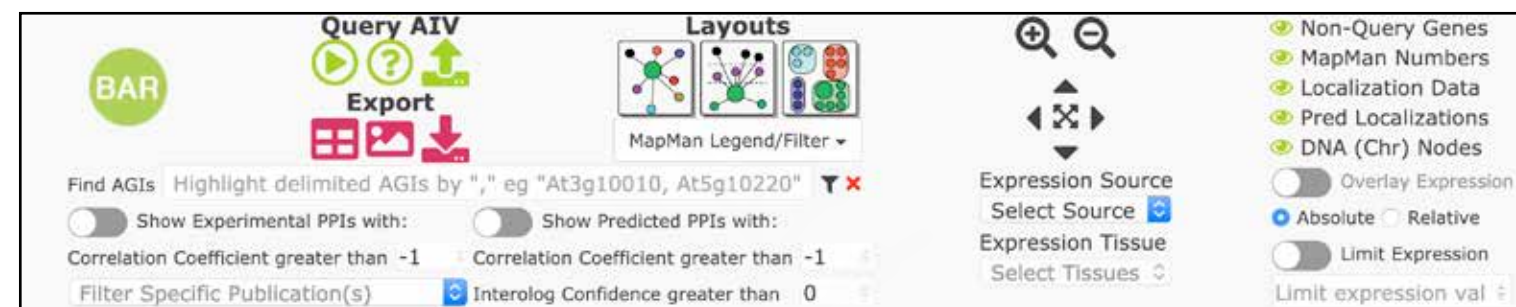 BAR
Query AIV
Export
Layouts
MapMan Legend/Filter
Find AGIs Highlight delimited AGIs by "," eg "At3g10010, At5g10220"
Show Experimental PPIs with: Show Predicted PPIs with:
Correlation Coefficient greater than -1 Correlation Coefficient greater than -1
Filter Specific Publication(s) Interolog Confidence greater than 0
Expression Source
Select Source
Expression Tissue
Select Tissues
Non-Query Genes
MapMan Numbers
Localization Data
Pred Localizations
DNA (Chr) Nodes
Overlay Expression
Absolute Relative
Limit Expression
Limit expression val